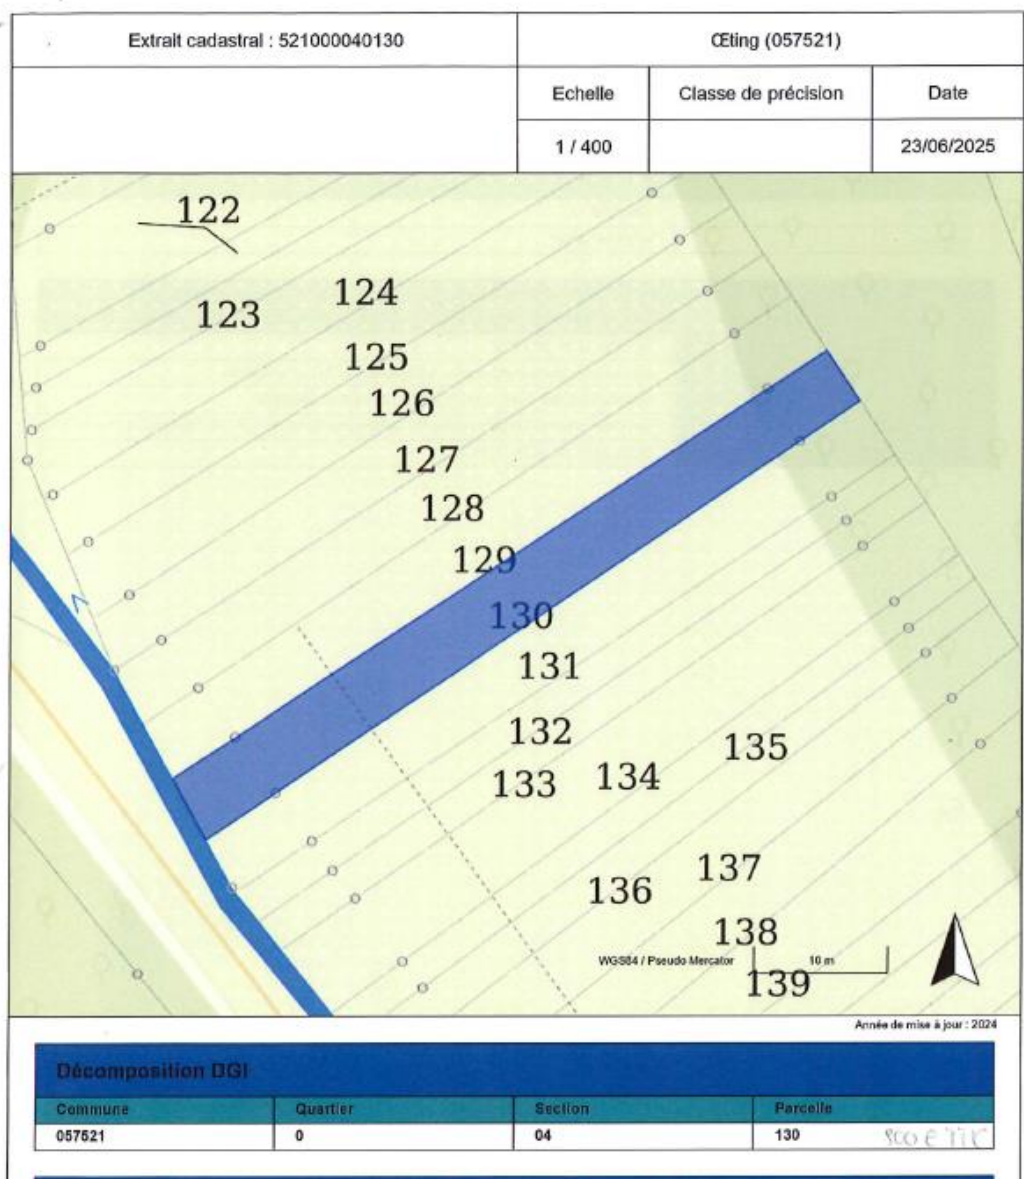 Extrait cadastral : 521000040130
Œting (057521)
Echelle
Classe de précision
Date
1 / 400
23/06/2025
122
124
123
125
126
127
128
129
130
131
132
135
134
133
137
136
138
WGS84 / Pseudo Mercator
10 m
139
Année de mise à jour : 2024
Décomposition DGI
Commune Quartier Section Parcelle
057521 0 04 130